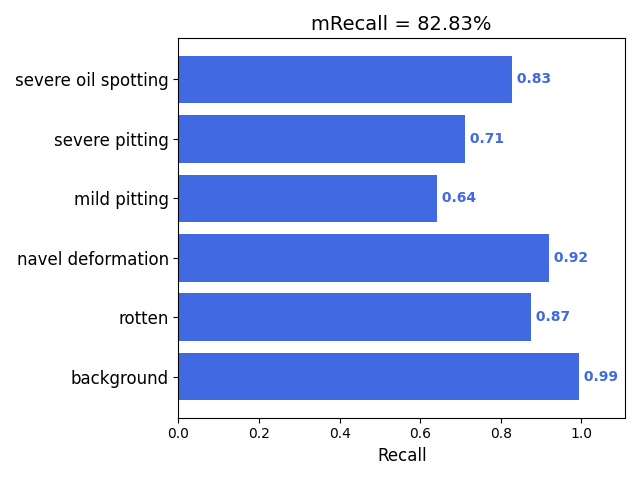 mRecall = 82.83%
severe oil spotting
0.83
severe pitting
0.71
mild pitting
0.64
navel deformation
0.92
rotten
0.87
background
0.99
0.0 0.2 0.4 0.6 0.8 1.0
Recall